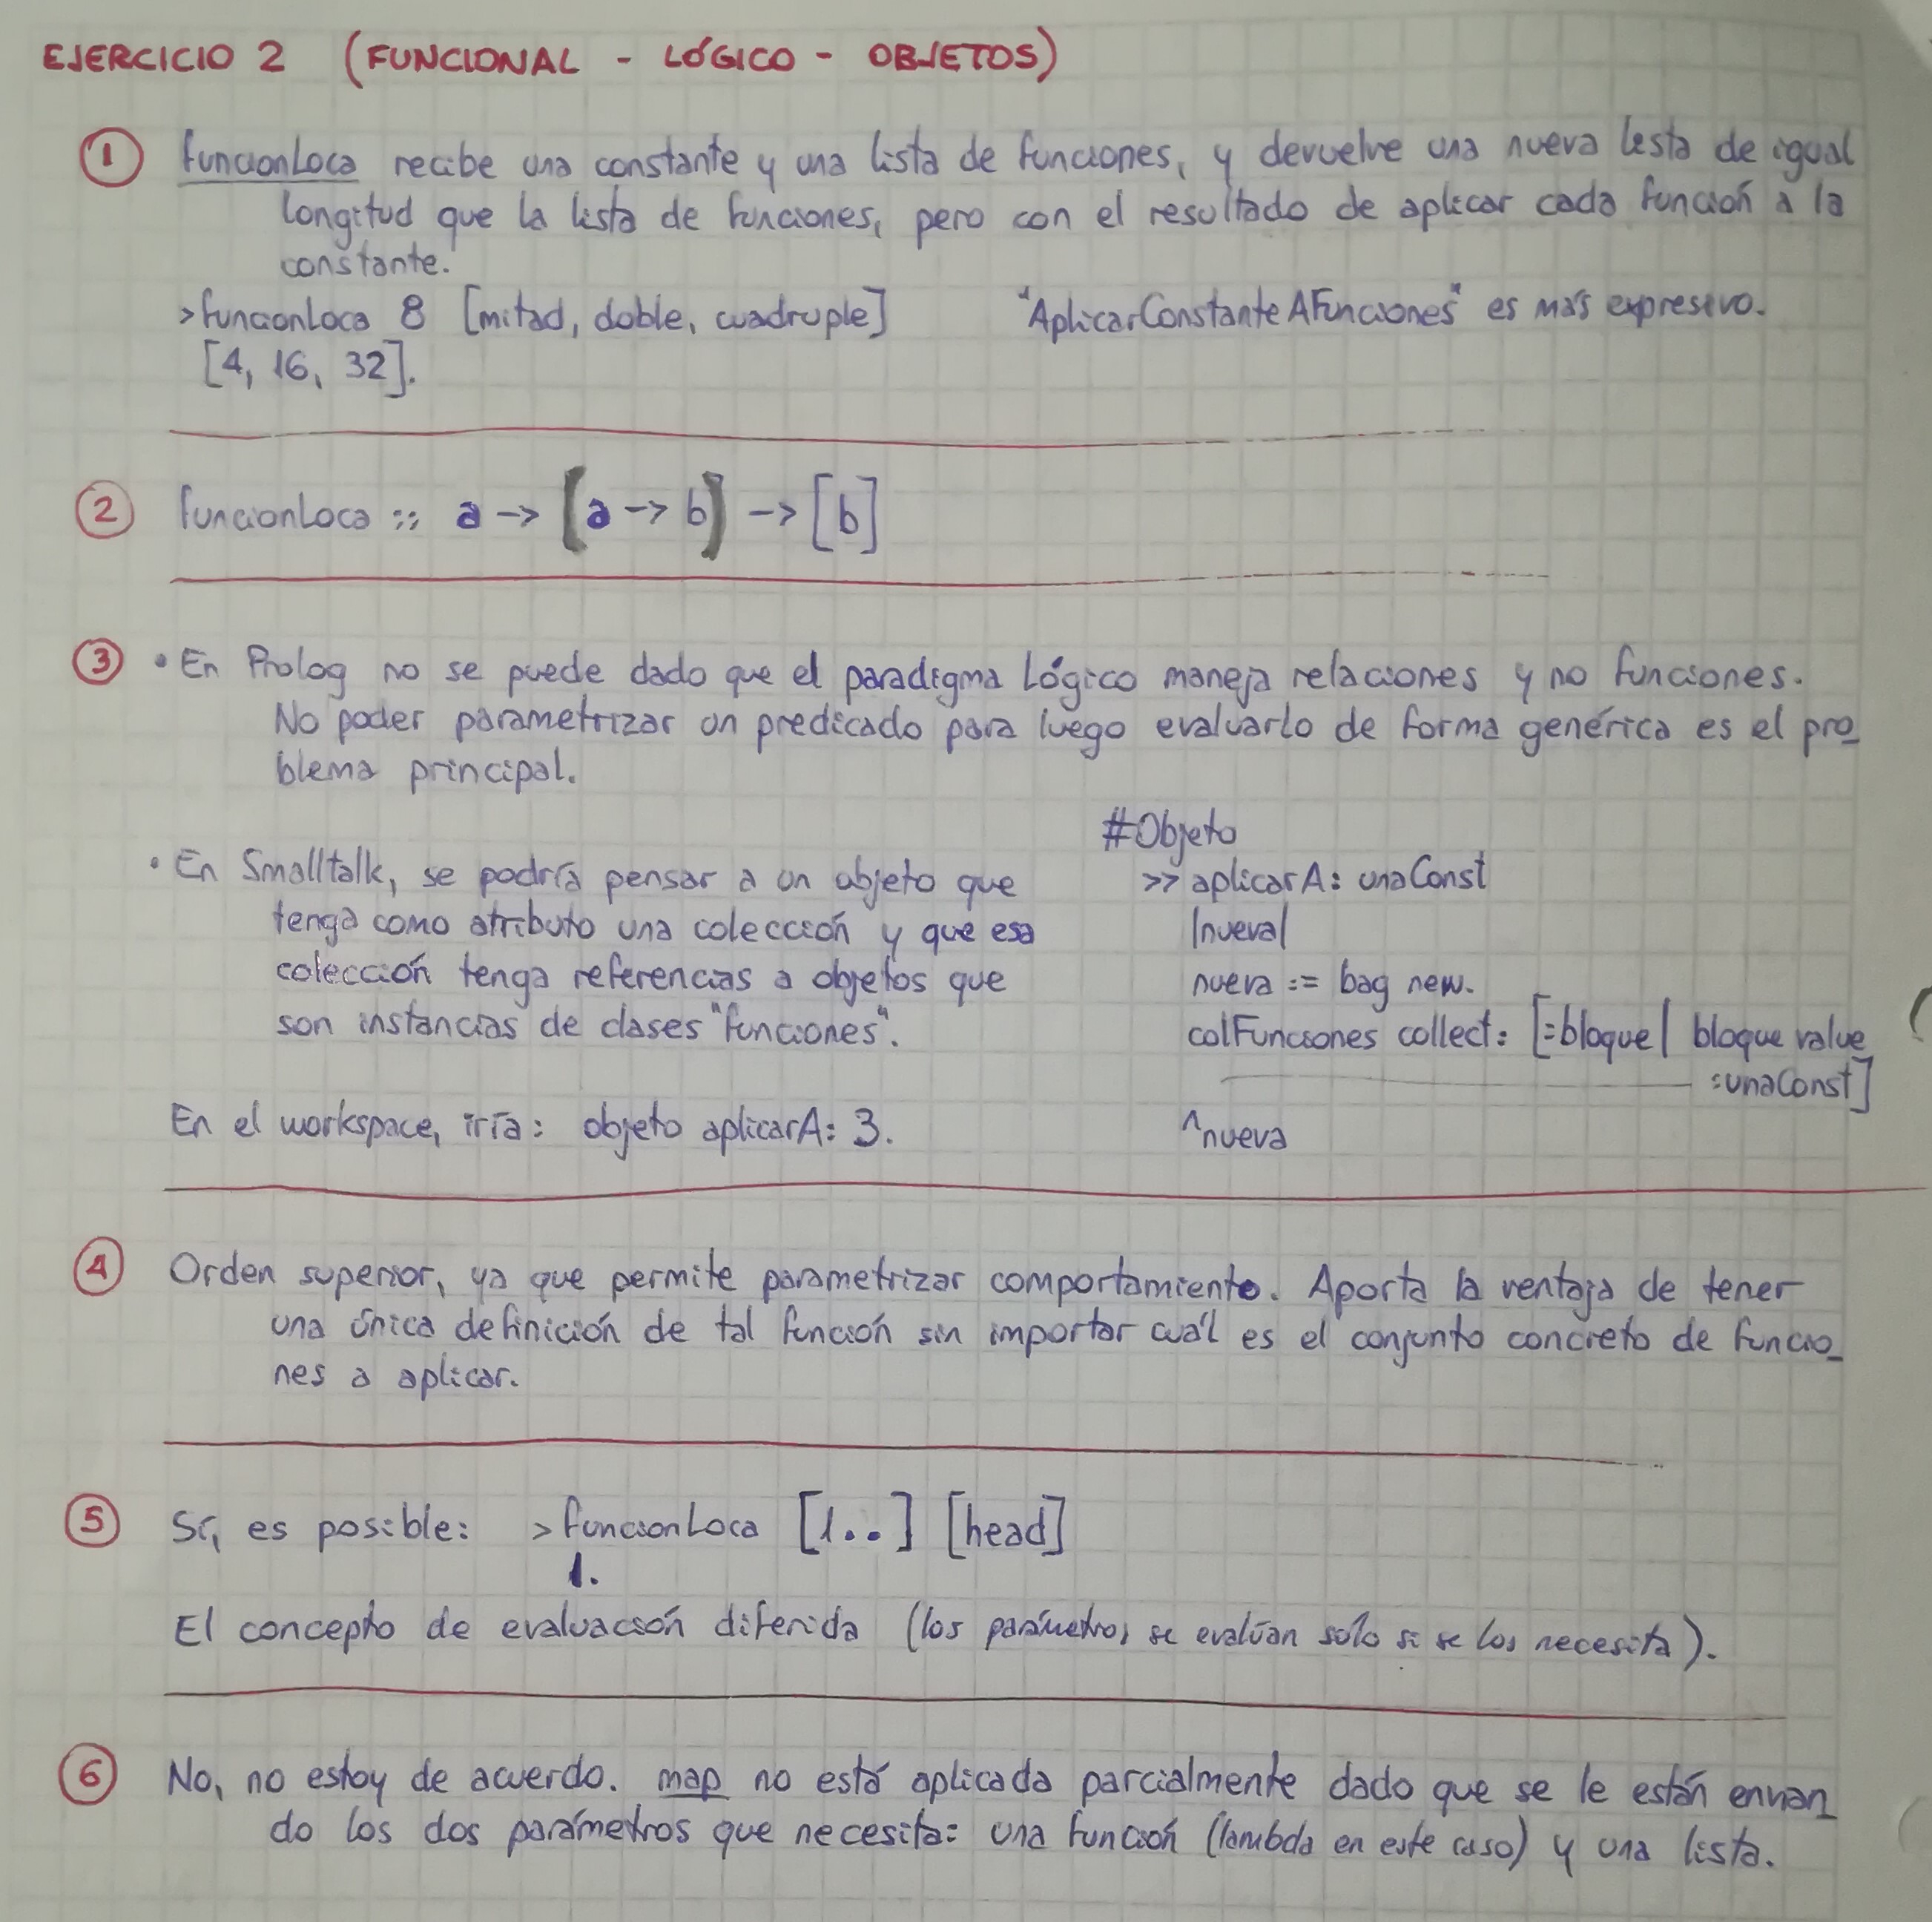 EJERCICIO 2 (FUNCIONAL - LÓGICO - OBJETOS)
1 funcionLoca recibe una constante y una lista de funciones, y devuelve una nueva lista de igual
longitud que la lista de funciones, pero con el resultado de aplicar cada función a la
constante.
>funcionLoca 8 [mitad, doble, cuadruple] "AplicarConstanteAFunciones" es más expresivo.
[4, 16, 32].
2 funcionLoca :: a -> [a -> b] -> [b]
3 • En Prolog no se puede dado que el paradigma Lógico maneja relaciones y no funciones.
No poder parametrizar un predicado para luego evaluarlo de forma genérica es el pro_
blema principal.
• En Smalltalk, se podría pensar a un objeto que
tenga como atributo una colección y que esa
colección tenga referencias a objetos que
son instancias de clases "funciones".
En el workspace, iría: objeto aplicarA: 3.
#Objeto
>> aplicarA: unaConst
|nueva|
nueva := bag new.
colFunciones collect: [:bloque| bloque value
:unaConst]
^nueva
4 Orden superior, ya que permite parametrizar comportamiento. Aporta la ventaja de tener
una única definición de tal función sin importar cuál es el conjunto concreto de funcio_
nes a aplicar.
5 Sí, es posible: >funcionLoca [1..] [head]
1.
El concepto de evaluación diferida (los parámetros se evalúan solo si se los necesita).
6 No, no estoy de acuerdo. map no está aplicada parcialmente dado que se le están envian_
do los dos parámetros que necesita: una función (lambda en este caso) y una lista.